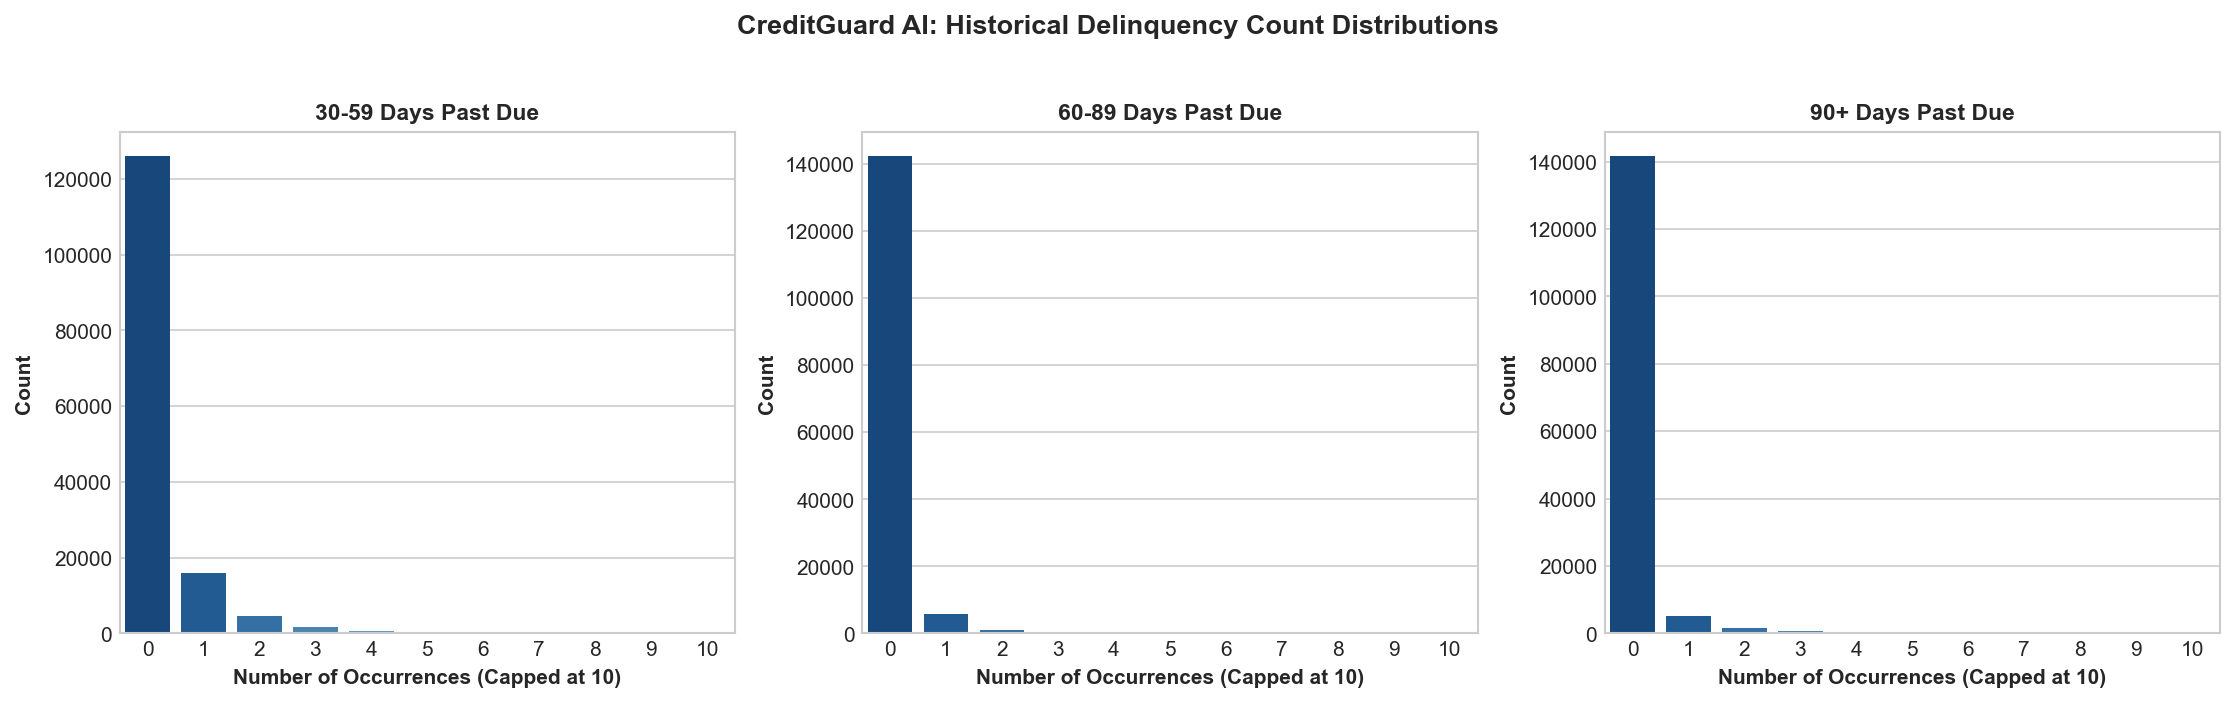 CreditGuard AI: Historical Delinquency Count Distributions
30-59 Days Past Due
Count
120000
100000
80000
60000
40000
20000
0
0 1 2 3 4 5 6 7 8 9 10
Number of Occurrences (Capped at 10)
60-89 Days Past Due
Count
140000
120000
100000
80000
60000
40000
20000
0
0 1 2 3 4 5 6 7 8 9 10
Number of Occurrences (Capped at 10)
90+ Days Past Due
Count
140000
120000
100000
80000
60000
40000
20000
0
0 1 2 3 4 5 6 7 8 9 10
Number of Occurrences (Capped at 10)